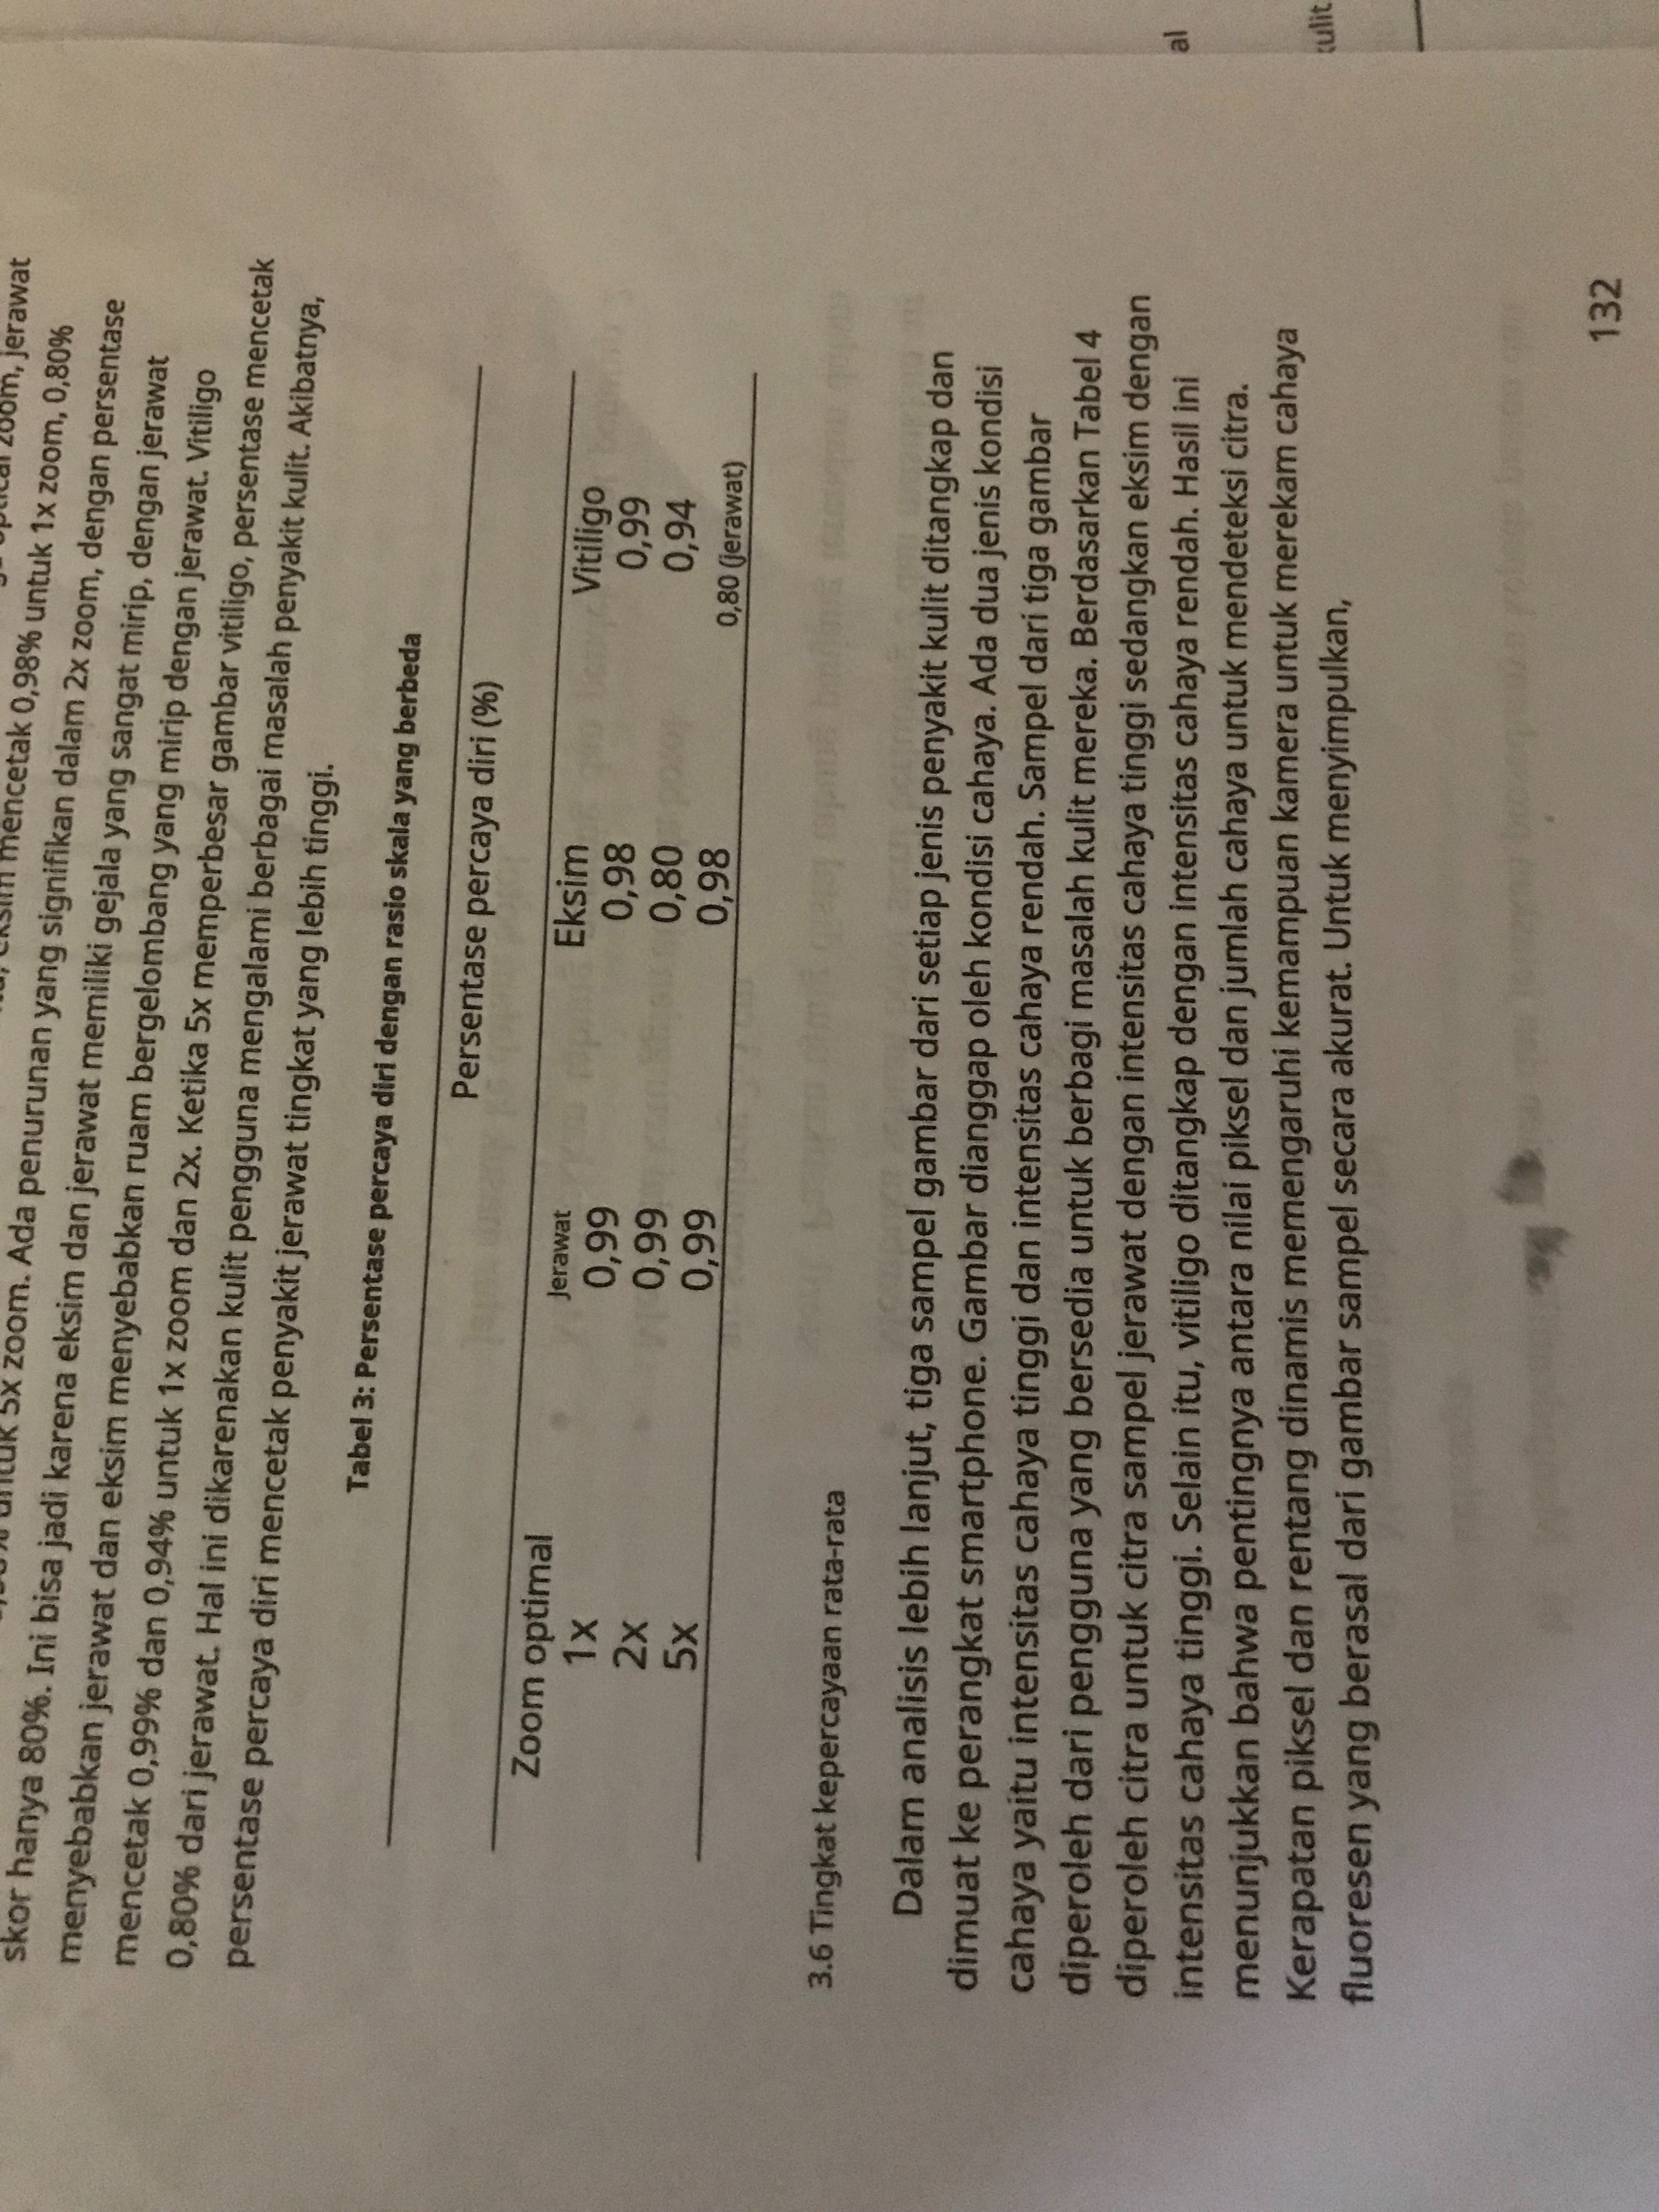 zoom, jerawat
mencetak 0,98% untuk 1x zoom, 0,80%
untuk 5x zoom. Ada penurunan yang signifikan dalam 2x zoom, dengan persentase
skor hanya 80%. Ini bisa jadi karena eksim dan jerawat memiliki gejala yang sangat mirip, dengan jerawat
menyebabkan jerawat dan eksim menyebabkan ruam bergelombang yang mirip dengan jerawat. Vitiligo
mencetak 0,99% dan 0,94% untuk 1x zoom dan 2x. Ketika 5x memperbesar gambar vitiligo, persentase mencetak
0,80% dari jerawat. Hal ini dikarenakan kulit pengguna mengalami berbagai masalah penyakit kulit. Akibatnya,
persentase percaya diri mencetak penyakit jerawat tingkat yang lebih tinggi.
Tabel 3: Persentase percaya diri dengan rasio skala yang berbeda
Persentase percaya diri (%)
Zoom optimal Jerawat Eksim Vitiligo
1x 0,99 0,98 0,99
2x 0,99 0,80 0,94
5x 0,99 0,98 0,80 (jerawat)
3.6 Tingkat kepercayaan rata-rata
Dalam analisis lebih lanjut, tiga sampel gambar dari setiap jenis penyakit kulit ditangkap dan
dimuat ke perangkat smartphone. Gambar dianggap oleh kondisi cahaya. Ada dua jenis kondisi
cahaya yaitu intensitas cahaya tinggi dan intensitas cahaya rendah. Sampel dari tiga gambar
diperoleh dari pengguna yang bersedia untuk berbagi masalah kulit mereka. Berdasarkan Tabel 4
diperoleh citra untuk citra sampel jerawat dengan intensitas cahaya tinggi sedangkan eksim dengan
intensitas cahaya tinggi. Selain itu, vitiligo ditangkap dengan intensitas cahaya rendah. Hasil ini
menunjukkan bahwa pentingnya antara nilai piksel dan jumlah cahaya untuk mendeteksi citra.
Kerapatan piksel dan rentang dinamis memengaruhi kemampuan kamera untuk merekam cahaya
fluoresen yang berasal dari gambar sampel secara akurat. Untuk menyimpulkan,
132
al
kulit